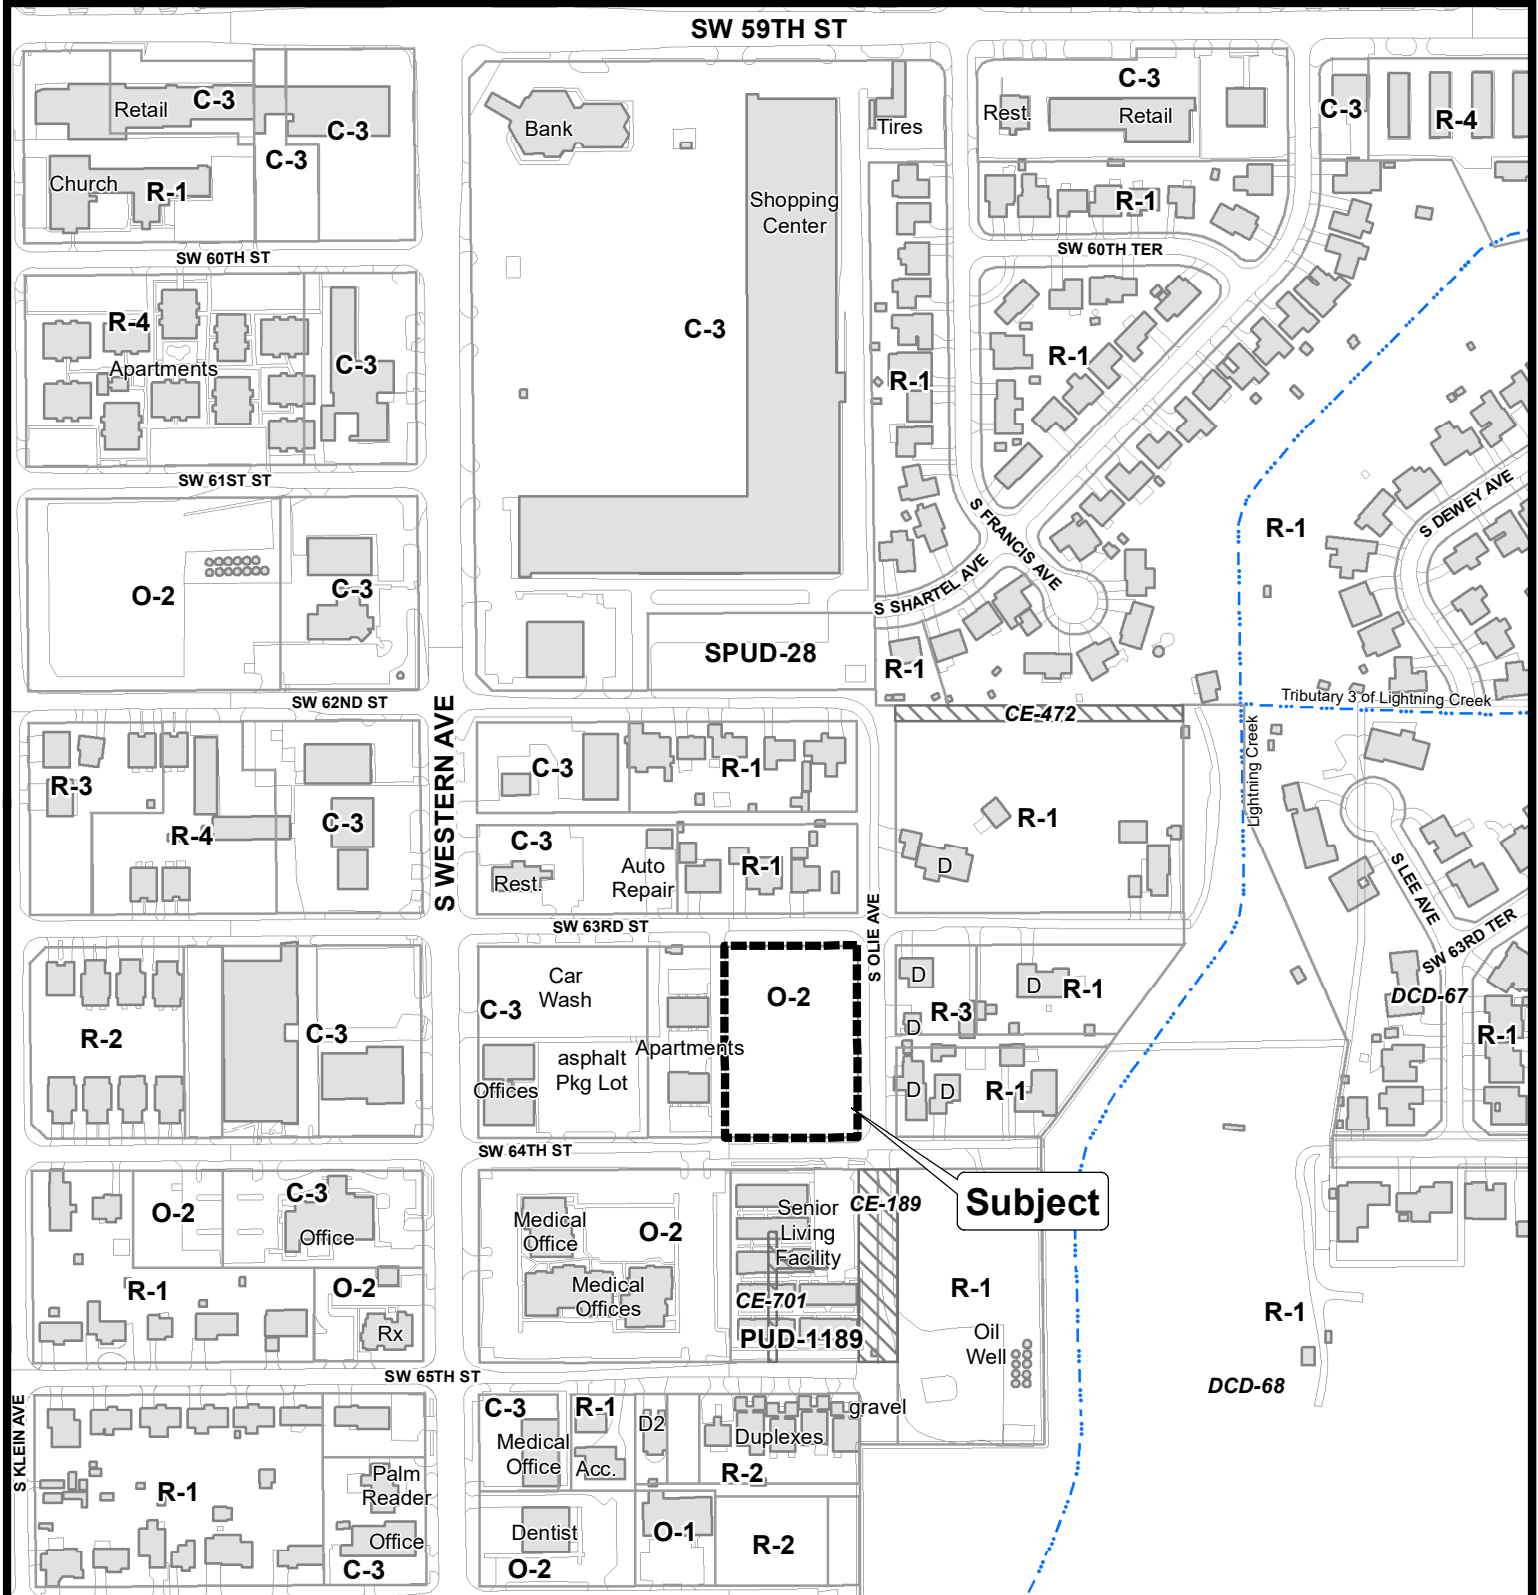 SW 59TH ST
Retail
C-3
C-3
C-3
Church
R-1
Bank
Tires
Shopping
Center
Rest.
C-3
Retail
C-3
R-4
R-1
SW 60TH ST
SW 60TH TER
R-4
Apartments
C-3
C-3
R-1
R-1
SW 61ST ST
S FRANCIS AVE
S DEWEY AVE
R-1
O-2
C-3
S SHARTEL AVE
SPUD-28
R-1
SW 62ND ST
Tributary 3 of Lightning Creek
CE-472
S WESTERN AVE
Lightning Creek
R-3
R-4
C-3
C-3
R-1
R-1
C-3
Rest.
Auto
Repair
R-1
D
S LEE AVE
SW 63RD ST
S OLIE AVE
SW 63RD TER
Car
Wash
C-3
O-2
D
D
R-1
R-3
D
DCD-67
R-1
R-2
C-3
Apartments
asphalt
Pkg Lot
Offices
D
D
R-1
SW 64TH ST
Subject
C-3
O-2
Office
Medical
Office
O-2
Senior
Living
Facility
CE-189
R-1
O-2
Medical
Offices
CE-701
R-1
R-1
Rx
PUD-1189
Oil
Well
SW 65TH ST
DCD-68
S KLEIN AVE
C-3
R-1
D2
gravel
Medical
Office
Acc.
Duplexes
R-2
R-1
Palm
Reader
Office
C-3
Dentist
O-2
O-1
R-2